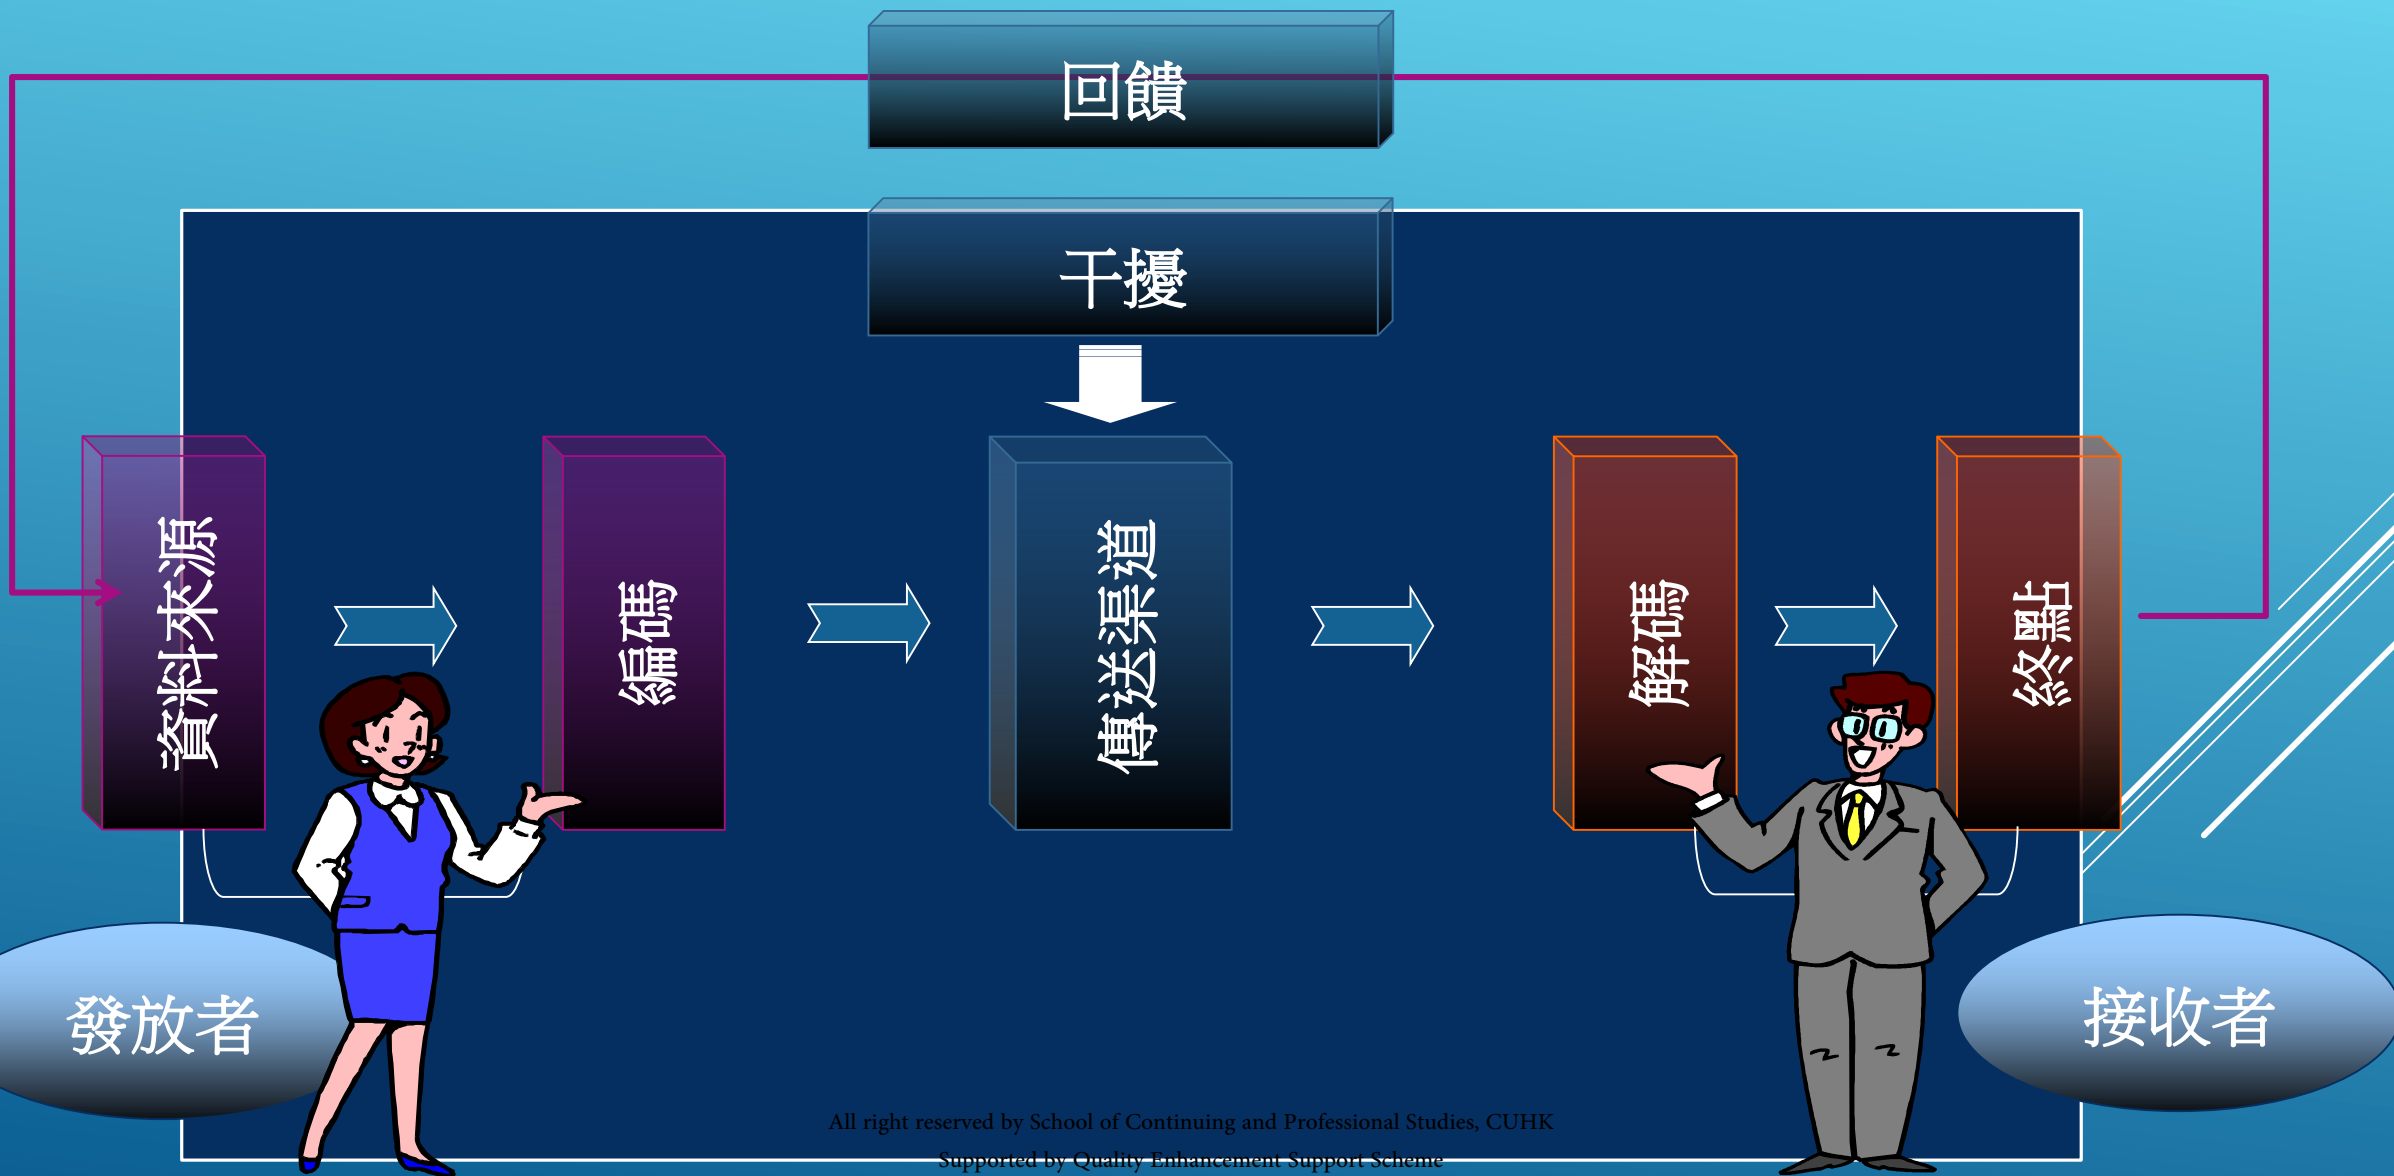 回饋
干擾
資料來源
編碼
傳送渠道
解碼
終點
發放者
接收者
All right reserved by School of Continuing and Professional Studies, CUHK
Supported by Quality Enhancement Support Scheme